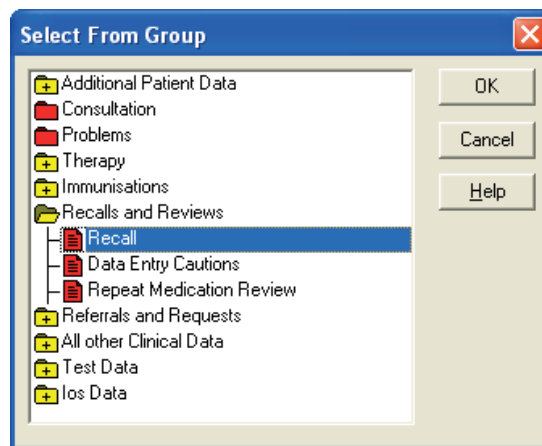 Select From Group
Additional Patient Data
Consultation
Problems
Therapy
Immunisations
Recalls and Reviews
Recall
Data Entry Cautions
Repeat Medication Review
Referrals and Requests
All other Clinical Data
Test Data
Ios Data
OK
Cancel
Help